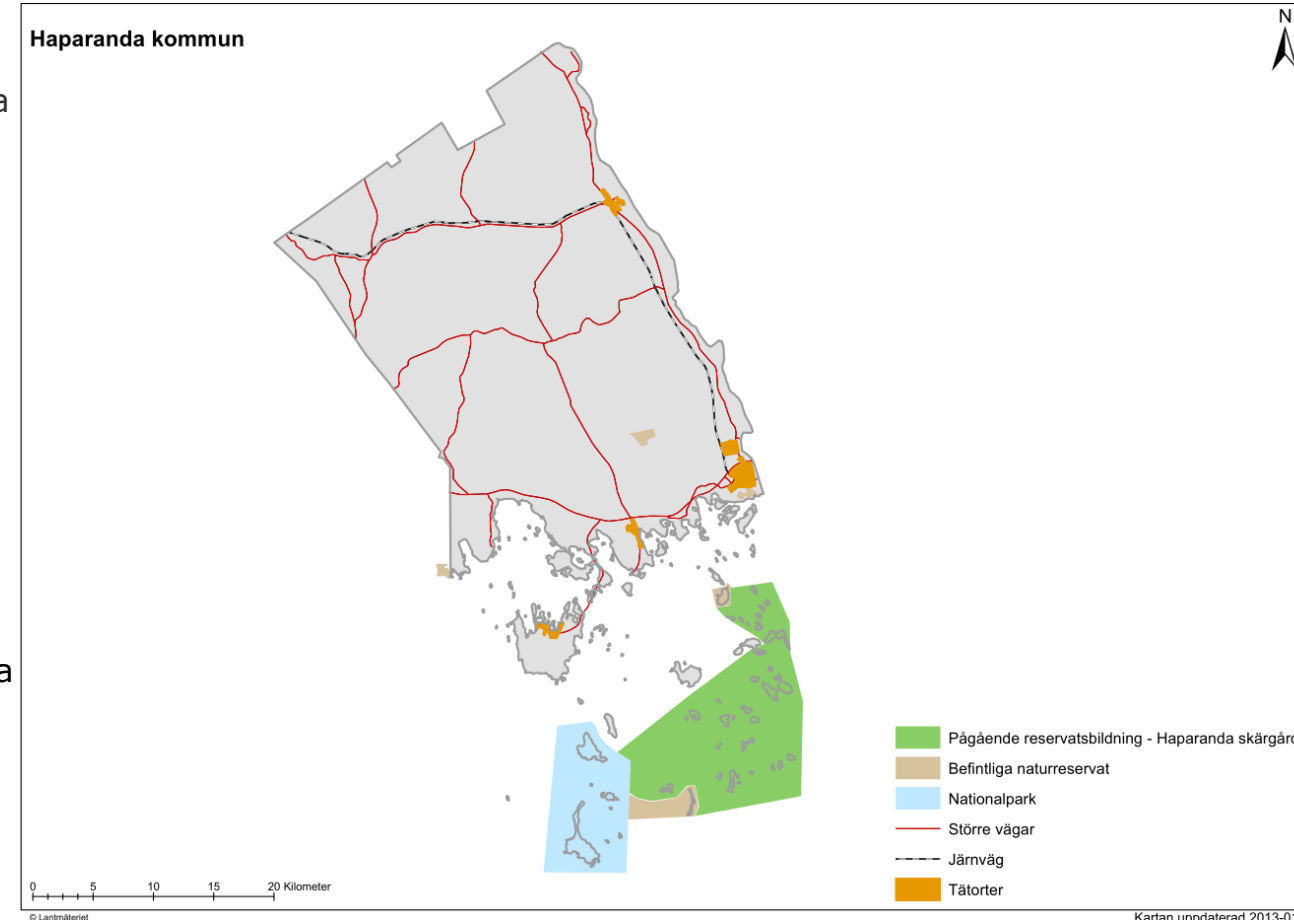 Haparanda kommun
N
a
a
Pågående reservatsbildning - Haparanda skärgård
Befintliga naturreservat
Nationalpark
Större vägar
Järnväg
Tätorter
0 5 10 15 20 Kilometer
© Lantmäteriet
Kartan uppdaterad 2013-0